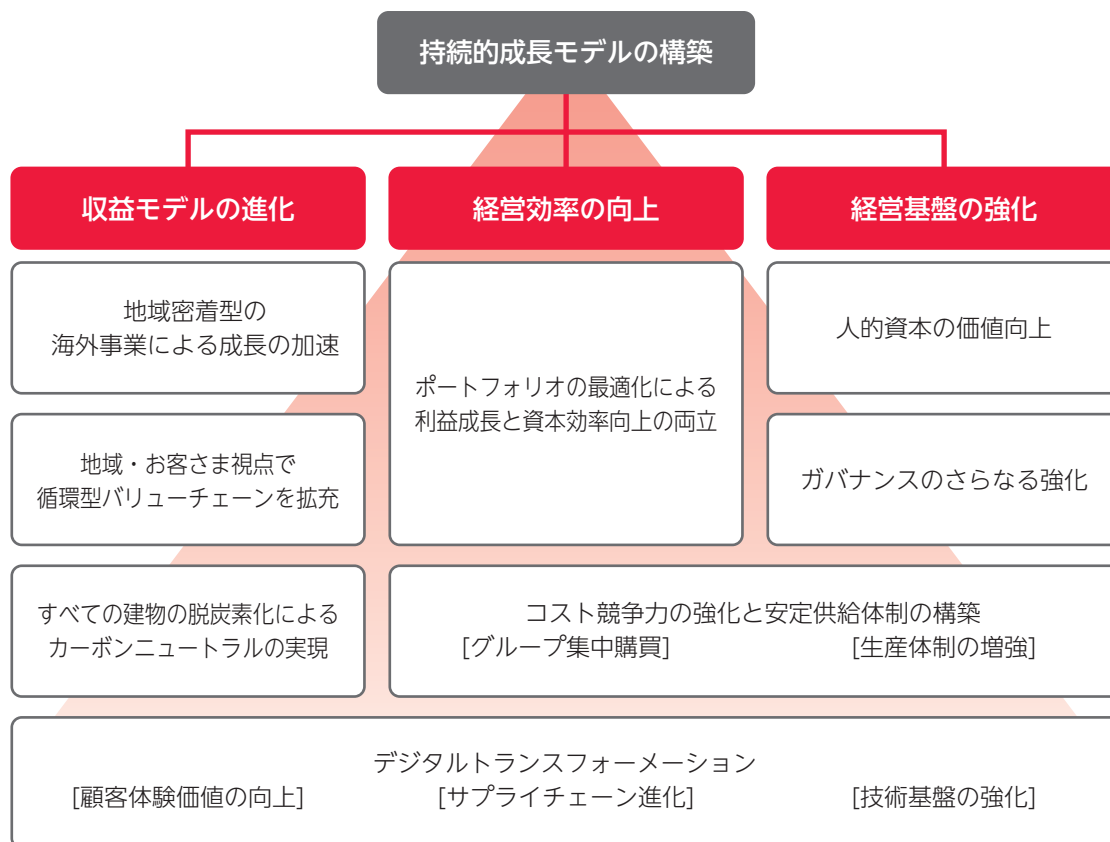 持続的成長モデルの構築
収益モデルの進化
経営効率の向上
経営基盤の強化
地域密着型の
海外事業による成長の加速
地域・お客さま視点で
循環型バリューチェーンを拡充
すべての建物の脱炭素化による
カーボンニュートラルの実現
ポートフォリオの最適化による
利益成長と資本効率向上の両立
人的資本の価値向上
ガバナンスのさらなる強化
コスト競争力の強化と安定供給体制の構築
[グループ集中購買]
[生産体制の増強]
デジタルトランスフォーメーション
[顧客体験価値の向上]
[サプライチェーン進化]
[技術基盤の強化]